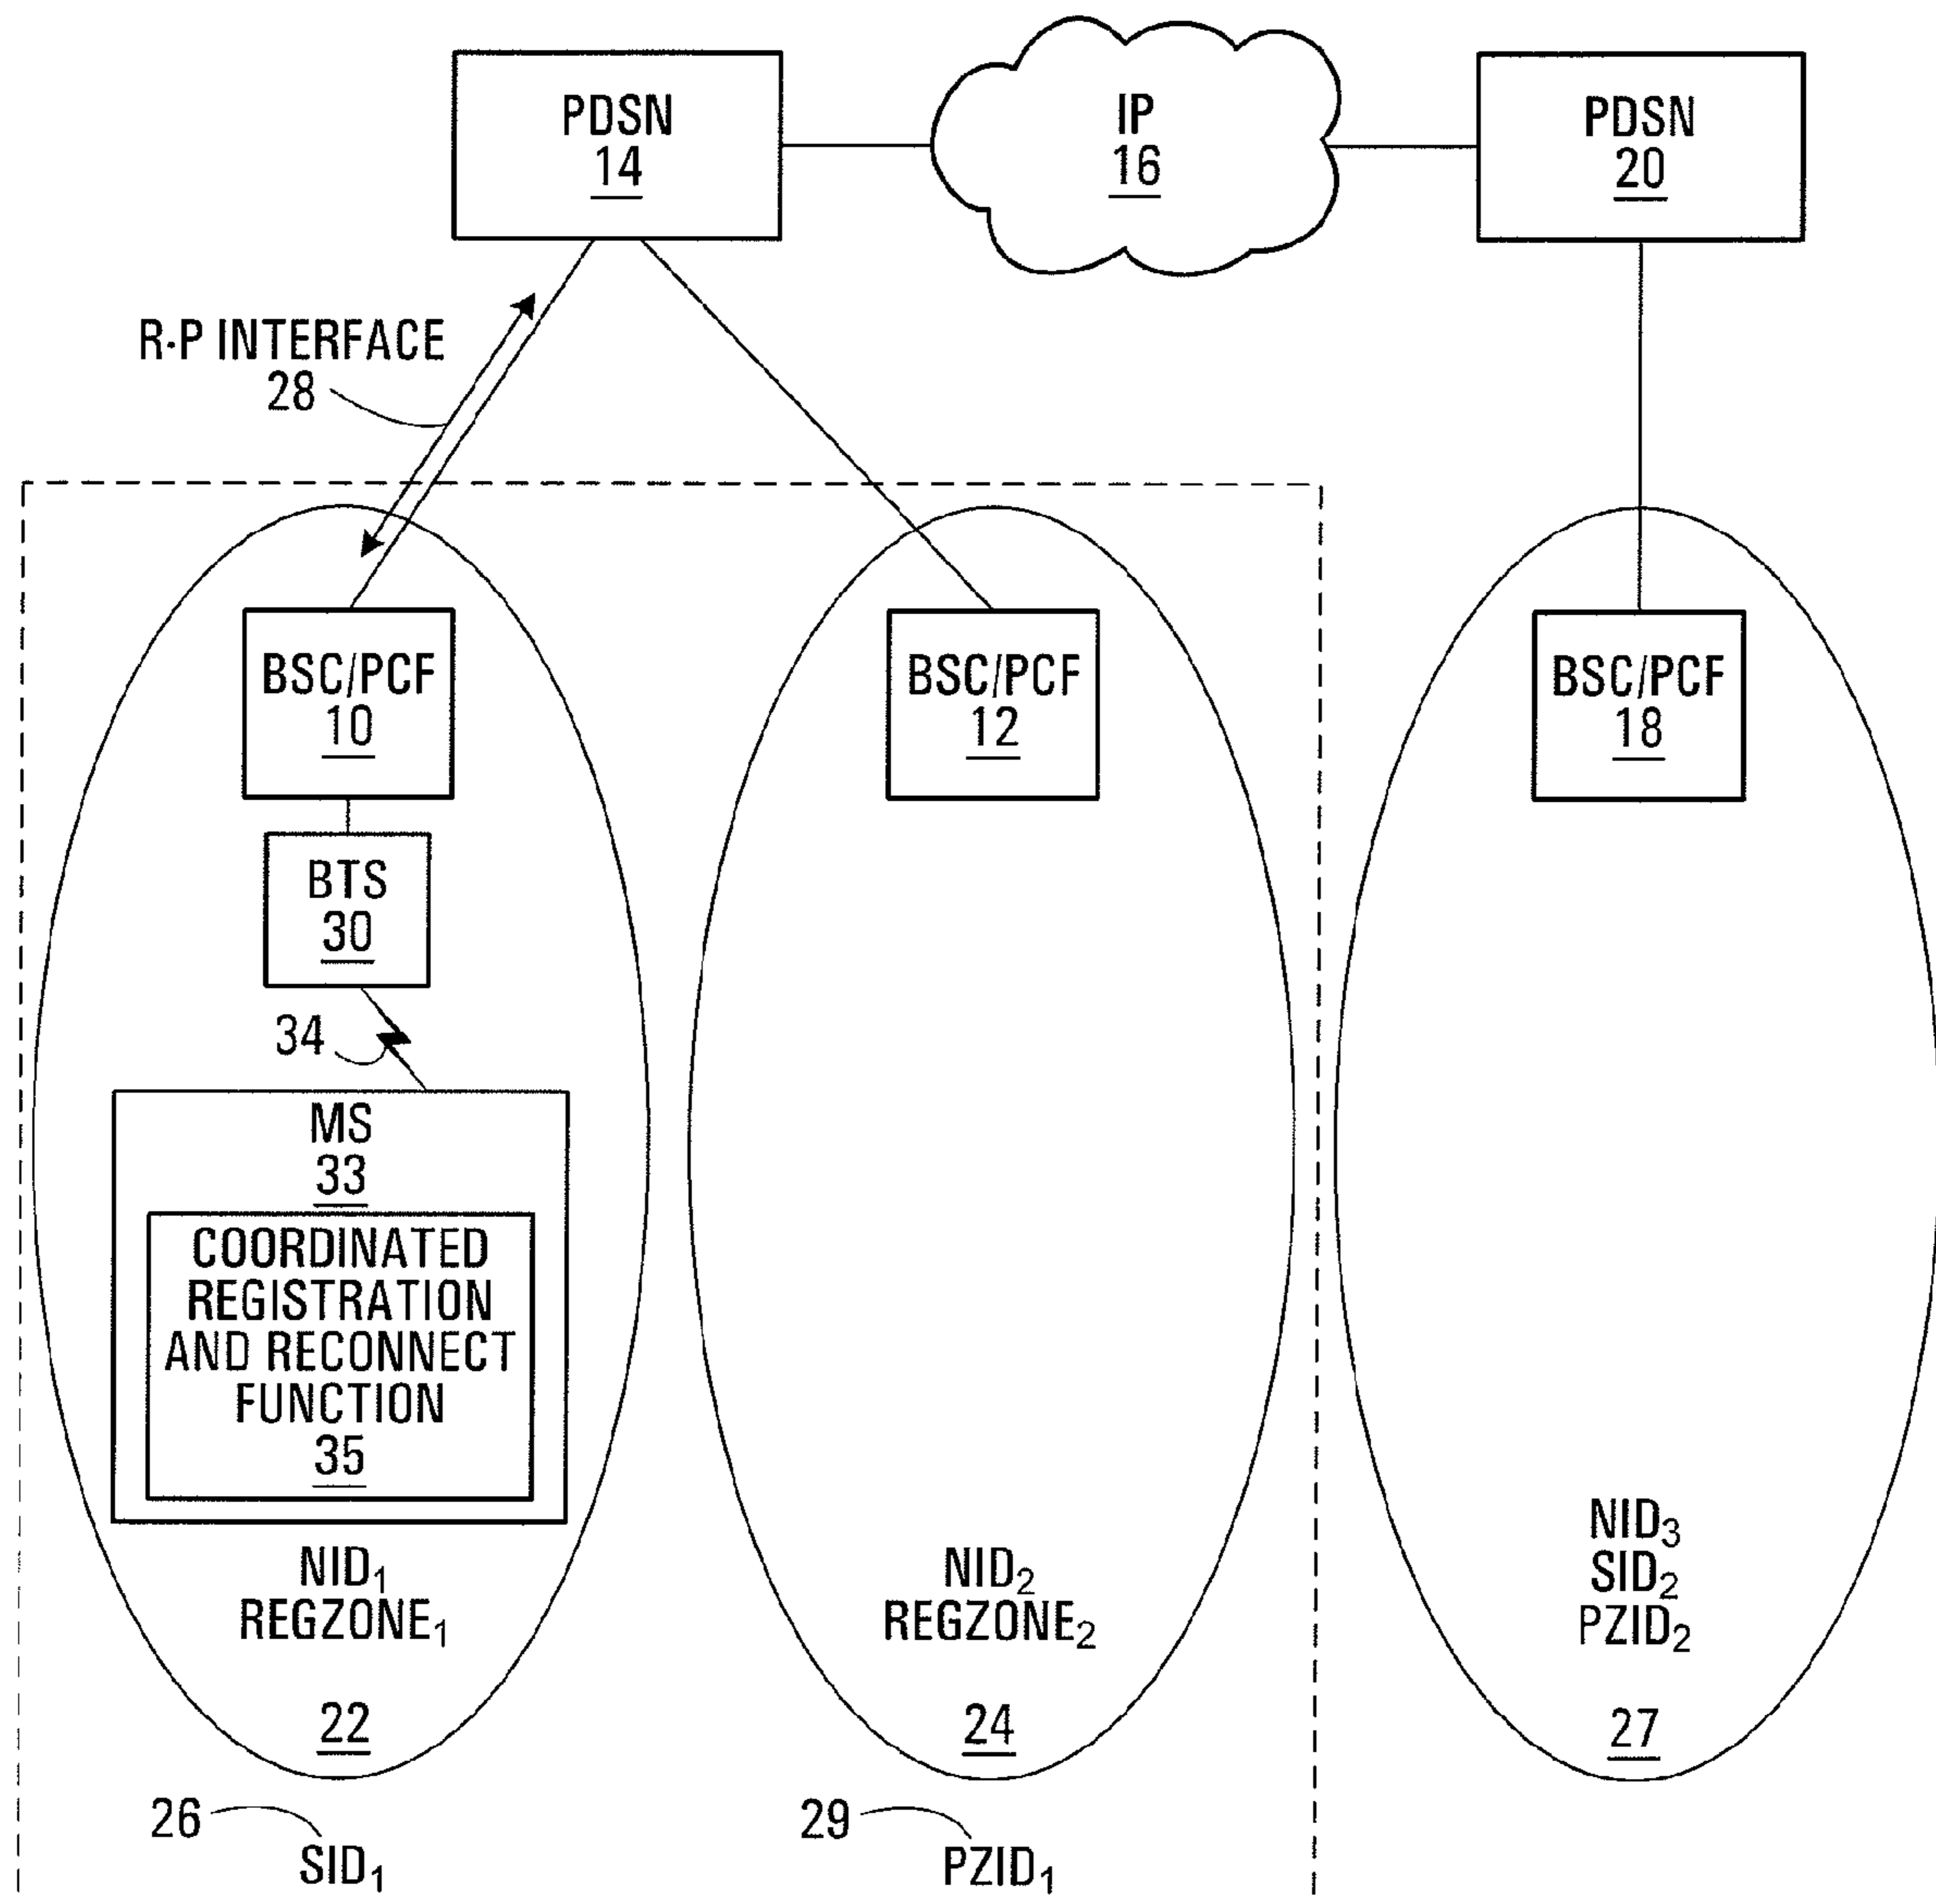 PDSN
14
IP
16
PDSN
20
R-P INTERFACE
28
BSC/PCF
10
BSC/PCF
12
BSC/PCF
18
BTS
30
34
MS
33
COORDINATED
REGISTRATION
AND RECONNECT
FUNCTION
35
NID₁
REGZONE₁
22
NID₂
REGZONE₂
24
NID₃
SID₂
PZID₂
27
26
SID₁
29
PZID₁